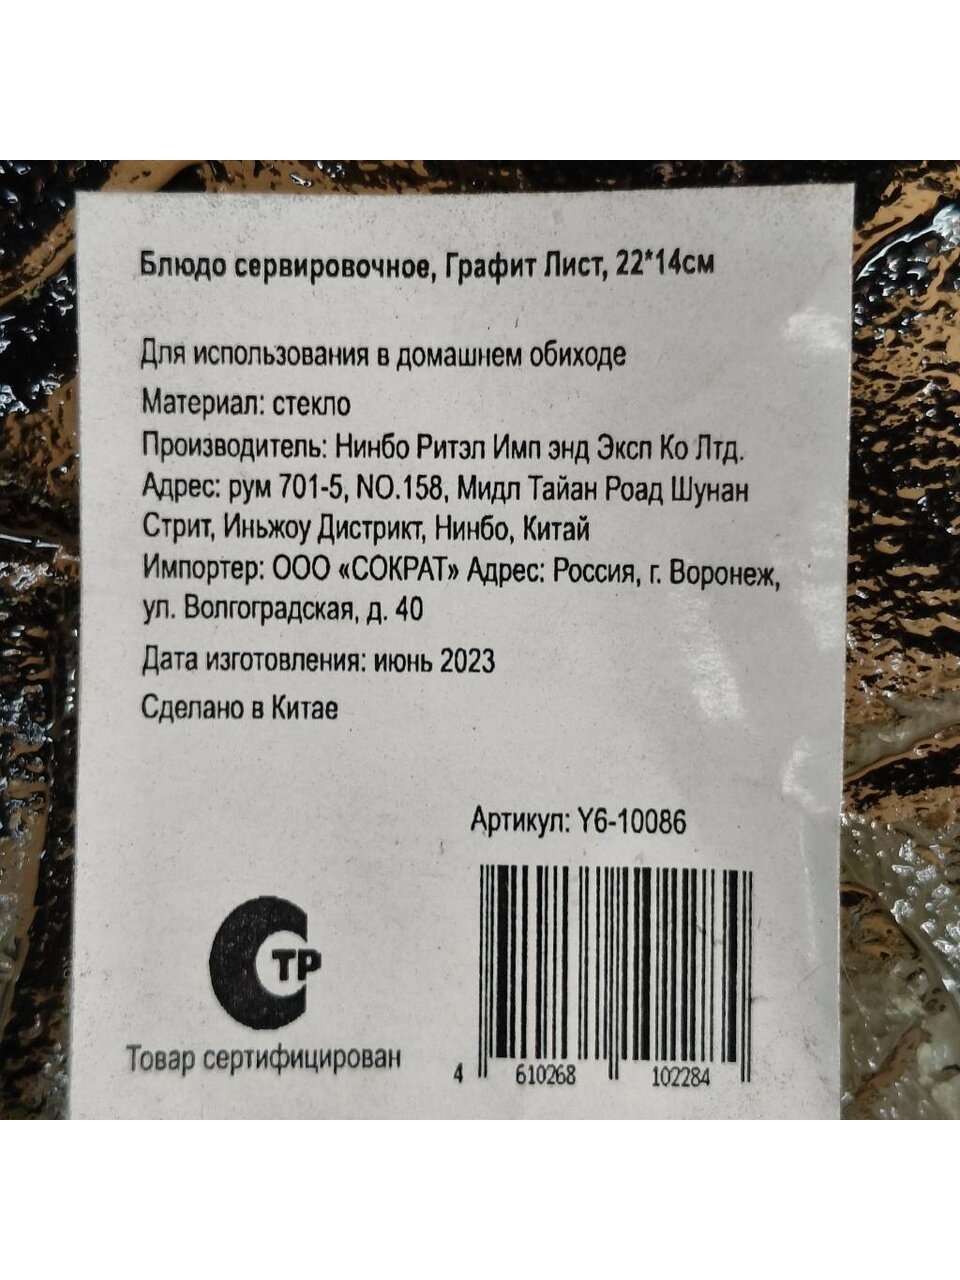 Блюдо сервировочное, Графит Лист, 22*14см
Для использования в домашнем обиходе
Материал: стекло
Производитель: Нинбо Ритэл Имп энд Эксп Ко Лтд.
Адрес: рум 701-5, NO.158, Мидл Тайан Роад Шунан
Стрит, Иньжоу Дистрикт, Нинбо, Китай
Импортер: ООО «СОКРАТ» Адрес: Россия, г. Воронеж,
ул. Волгоградская, д. 40
Дата изготовления: июнь 2023
Сделано в Китае
Артикул: Y6-10086
ТР
Товар сертифицирован
4 610268 102284